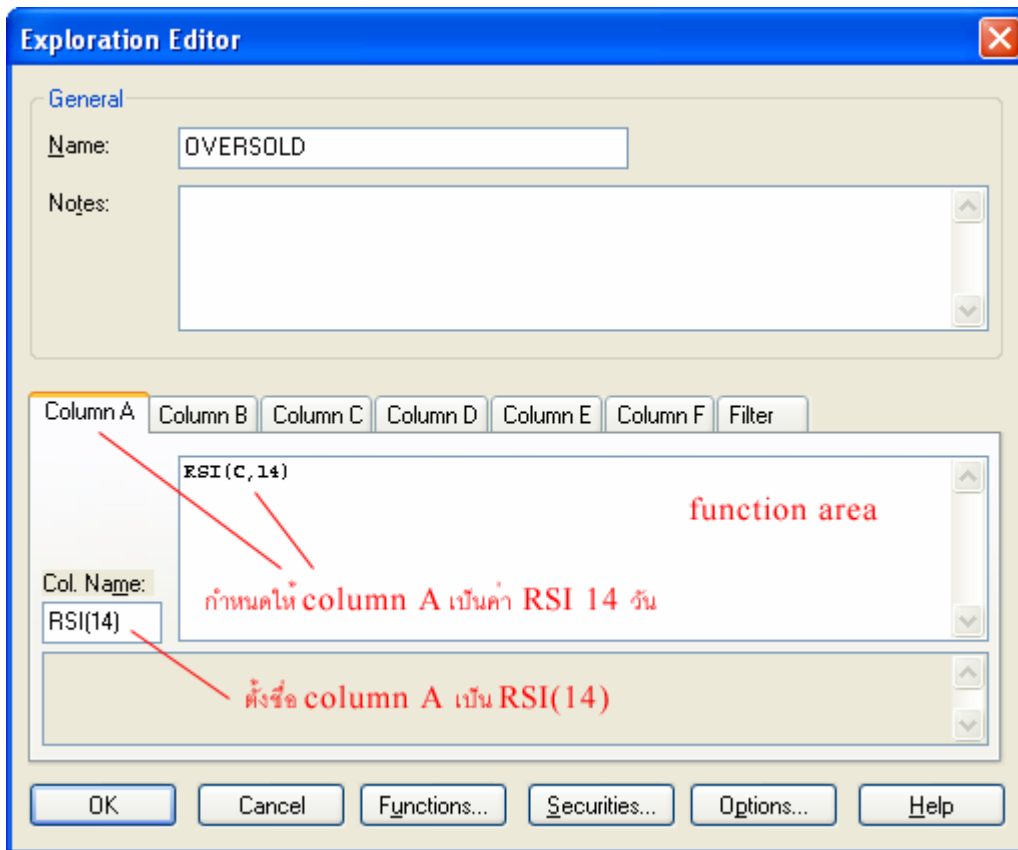 Exploration Editor
General
Name:
OVERSOLD
Notes:
Column A
Column B
Column C
Column D
Column E
Column F
Filter
RSI(C,14)
function area
กำหนดให้ column A เป็นค่า RSI 14 วัน
Col. Name:
RSI(14)
ตั้งชื่อ column A เป็น RSI(14)
OK
Cancel
Functions...
Securities...
Options...
Help